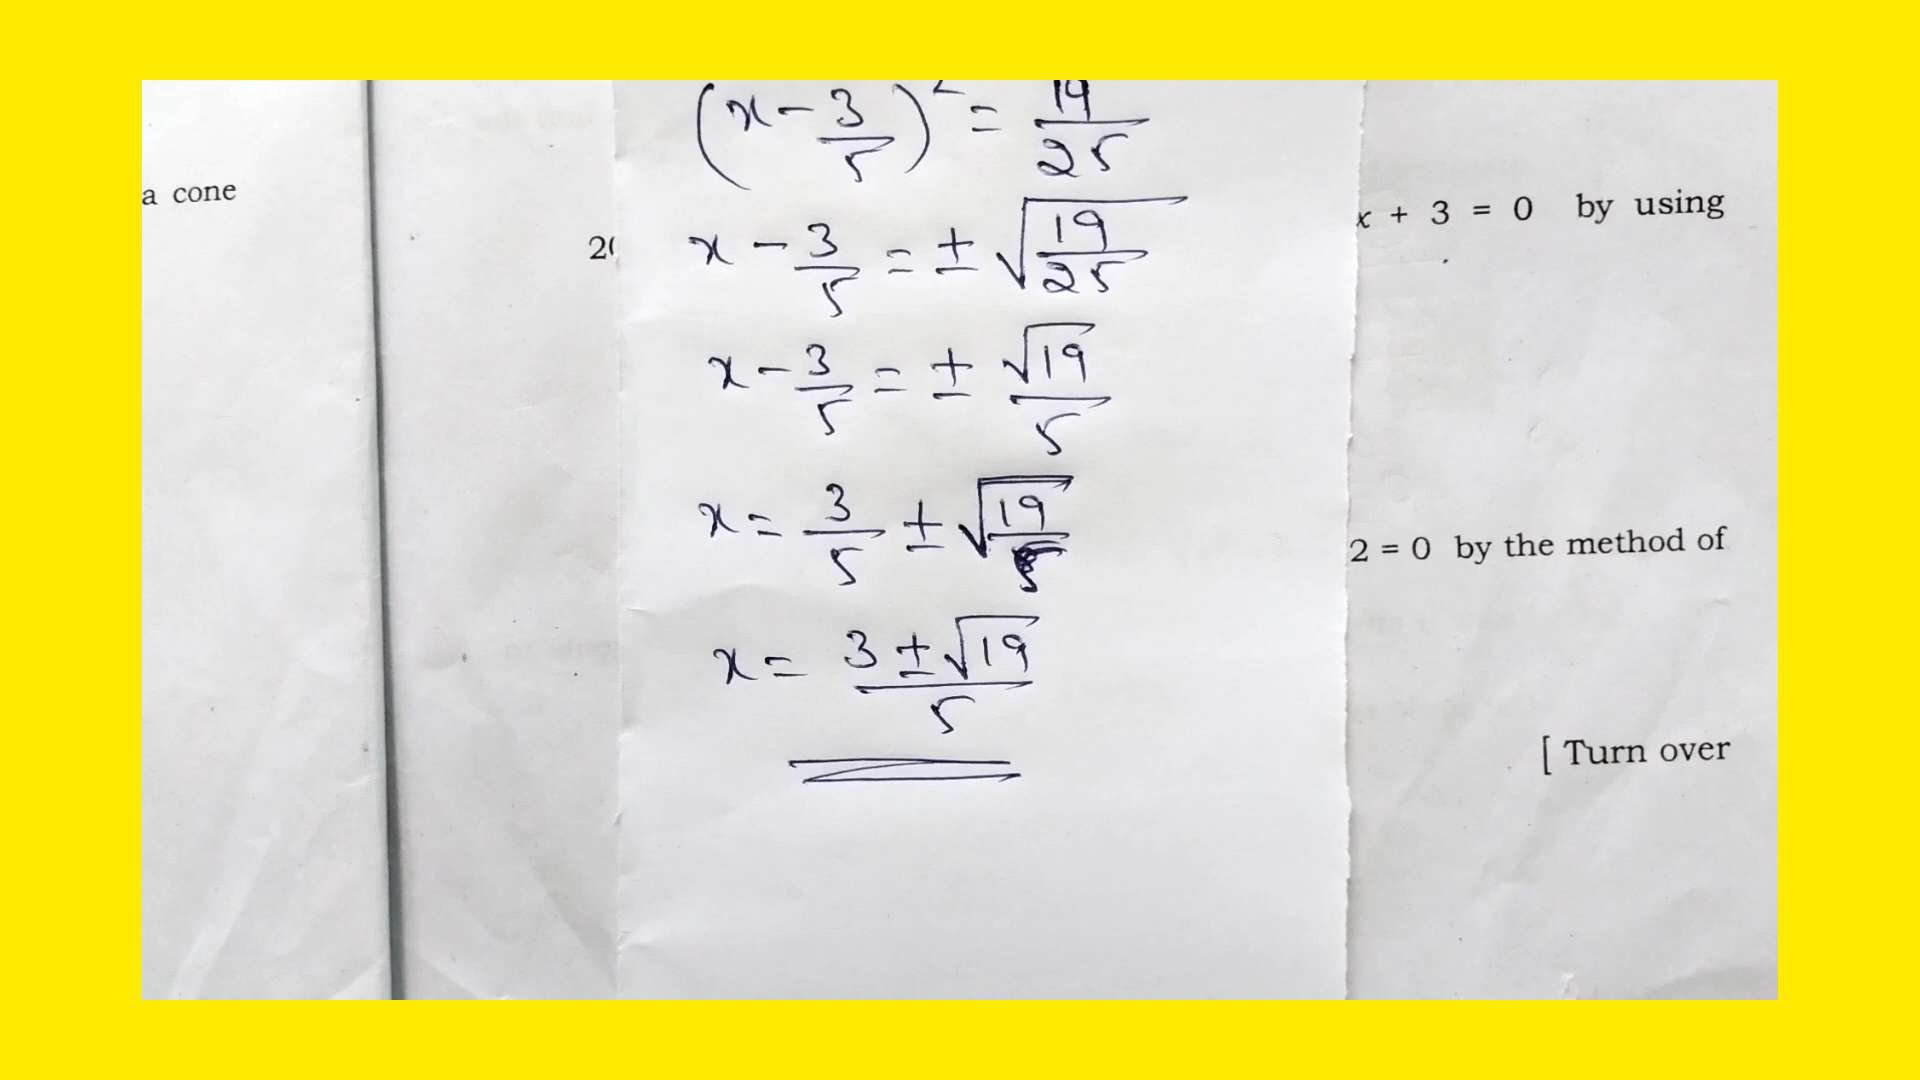 (x - 3/5)² = 19/25
a cone
x + 3 = 0 by using
20
x - 3/5 = ± √(19/25)
x - 3/5 = ± √19/5
x = 3/5 ± √19/5
2 = 0 by the method of
x = (3 ± √19)/5
[ Turn over